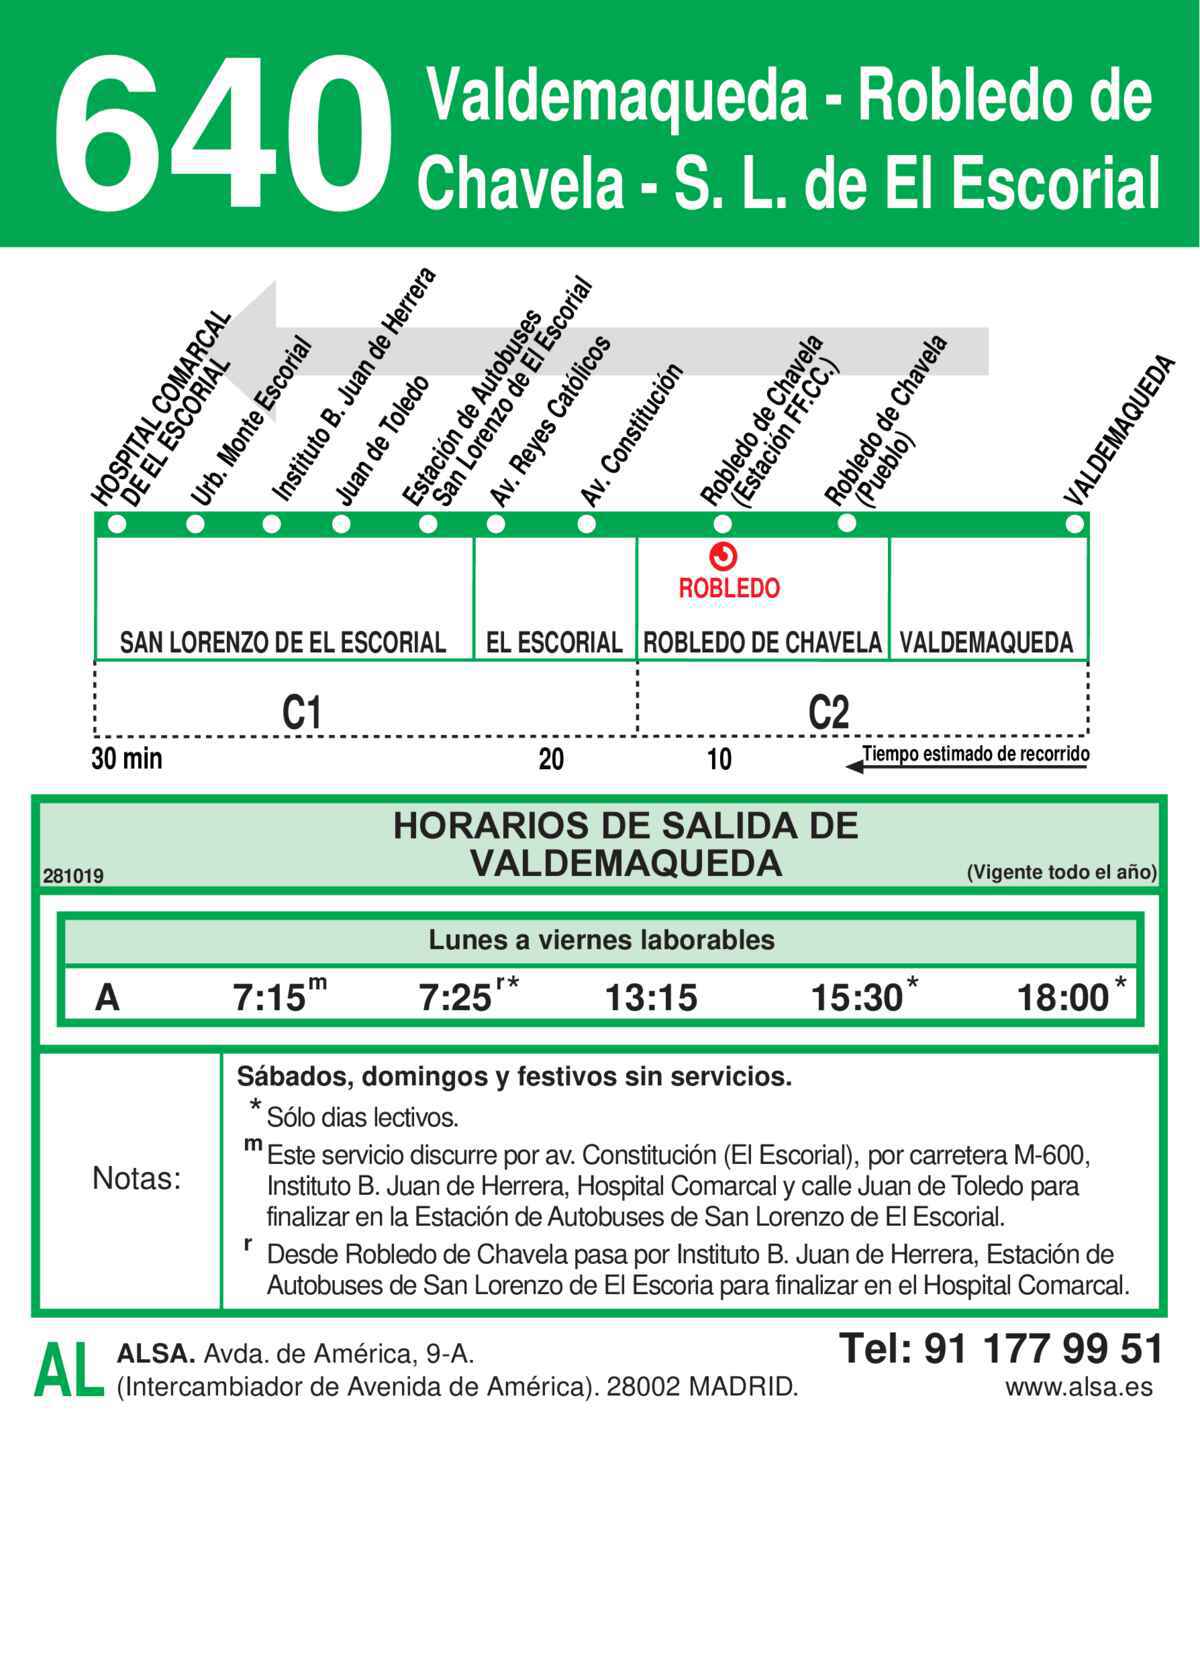 640
Valdemaqueda - Robledo de
Chavela - S. L. de El Escorial
HOSPITAL COMARCAL
DE EL ESCORIAL
Urb. Monte Escorial
Instituto B. Juan de Herrera
Juan de Toledo
Estación de Autobuses
San Lorenzo de El Escorial
Av. Reyes Católicos
Av. Constitución
Robledo de Chavela
(Estación FF.CC.)
Robledo de Chavela
(Pueblo)
VALDEMAQUEDA
ROBLEDO
SAN LORENZO DE EL ESCORIAL EL ESCORIAL ROBLEDO DE CHAVELA VALDEMAQUEDA
C1 C2
30 min 20 10 Tiempo estimado de recorrido
HORARIOS DE SALIDA DE
VALDEMAQUEDA
281019 (Vigente todo el año)
Lunes a viernes laborables
A 7:15 m 7:25 r* 13:15 15:30 * 18:00 *
Notas:
Sábados, domingos y festivos sin servicios.
* Sólo dias lectivos.
m Este servicio discurre por av. Constitución (El Escorial), por carretera M-600,
Instituto B. Juan de Herrera, Hospital Comarcal y calle Juan de Toledo para
finalizar en la Estación de Autobuses de San Lorenzo de El Escorial.
r Desde Robledo de Chavela pasa por Instituto B. Juan de Herrera, Estación de
Autobuses de San Lorenzo de El Escoria para finalizar en el Hospital Comarcal.
AL
ALSA. Avda. de América, 9-A.
(Intercambiador de Avenida de América). 28002 MADRID.
Tel: 91 177 99 51
www.alsa.es